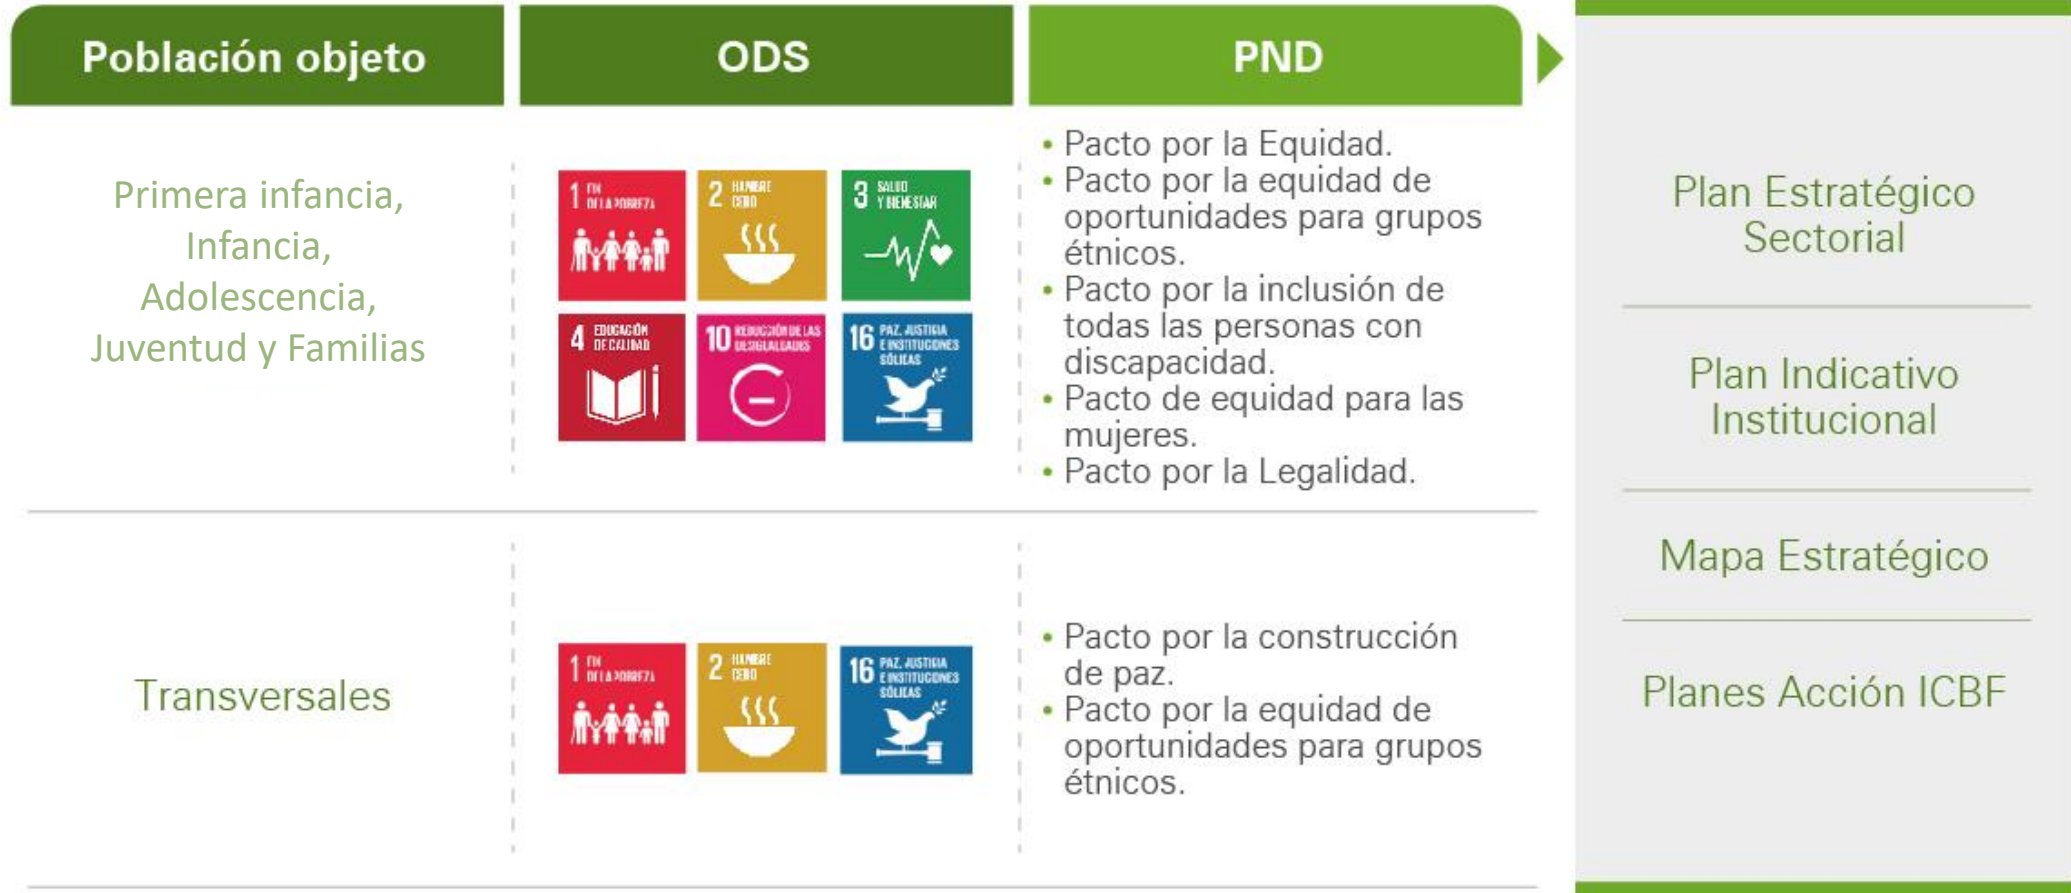 Población objeto
ODS
PND
Primera infancia,
Infancia,
Adolescencia,
Juventud y Familias
1 FIN
DE LA POBREZA
2 HAMBRE
CERO
3 SALUD
Y BIENESTAR
4 EDUCACIÓN
DE CALIDAD
10 REDUCCIÓN DE LAS
DESIGUALDADES
16 PAZ, JUSTICIA
E INSTITUCIONES
SÓLIDAS
• Pacto por la Equidad.
• Pacto por la equidad de
oportunidades para grupos
étnicos.
• Pacto por la inclusión de
todas las personas con
discapacidad.
• Pacto de equidad para las
mujeres.
• Pacto por la Legalidad.
Transversales
1 FIN
DE LA POBREZA
2 HAMBRE
CERO
16 PAZ, JUSTICIA
E INSTITUCIONES
SÓLIDAS
• Pacto por la construcción
de paz.
• Pacto por la equidad de
oportunidades para grupos
étnicos.
Plan Estratégico
Sectorial
Plan Indicativo
Institucional
Mapa Estratégico
Planes Acción ICBF